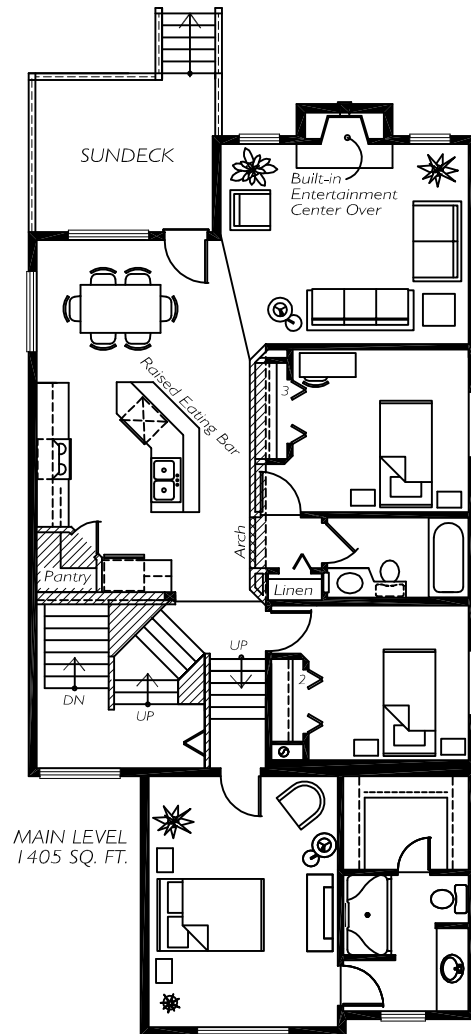 SUNDECK
Built-in
Entertainment
Center Over
Raised Eating Bar
3
Arch
Pantry
Linen
UP
DN
UP
2
MAIN LEVEL
1405 SQ. FT.